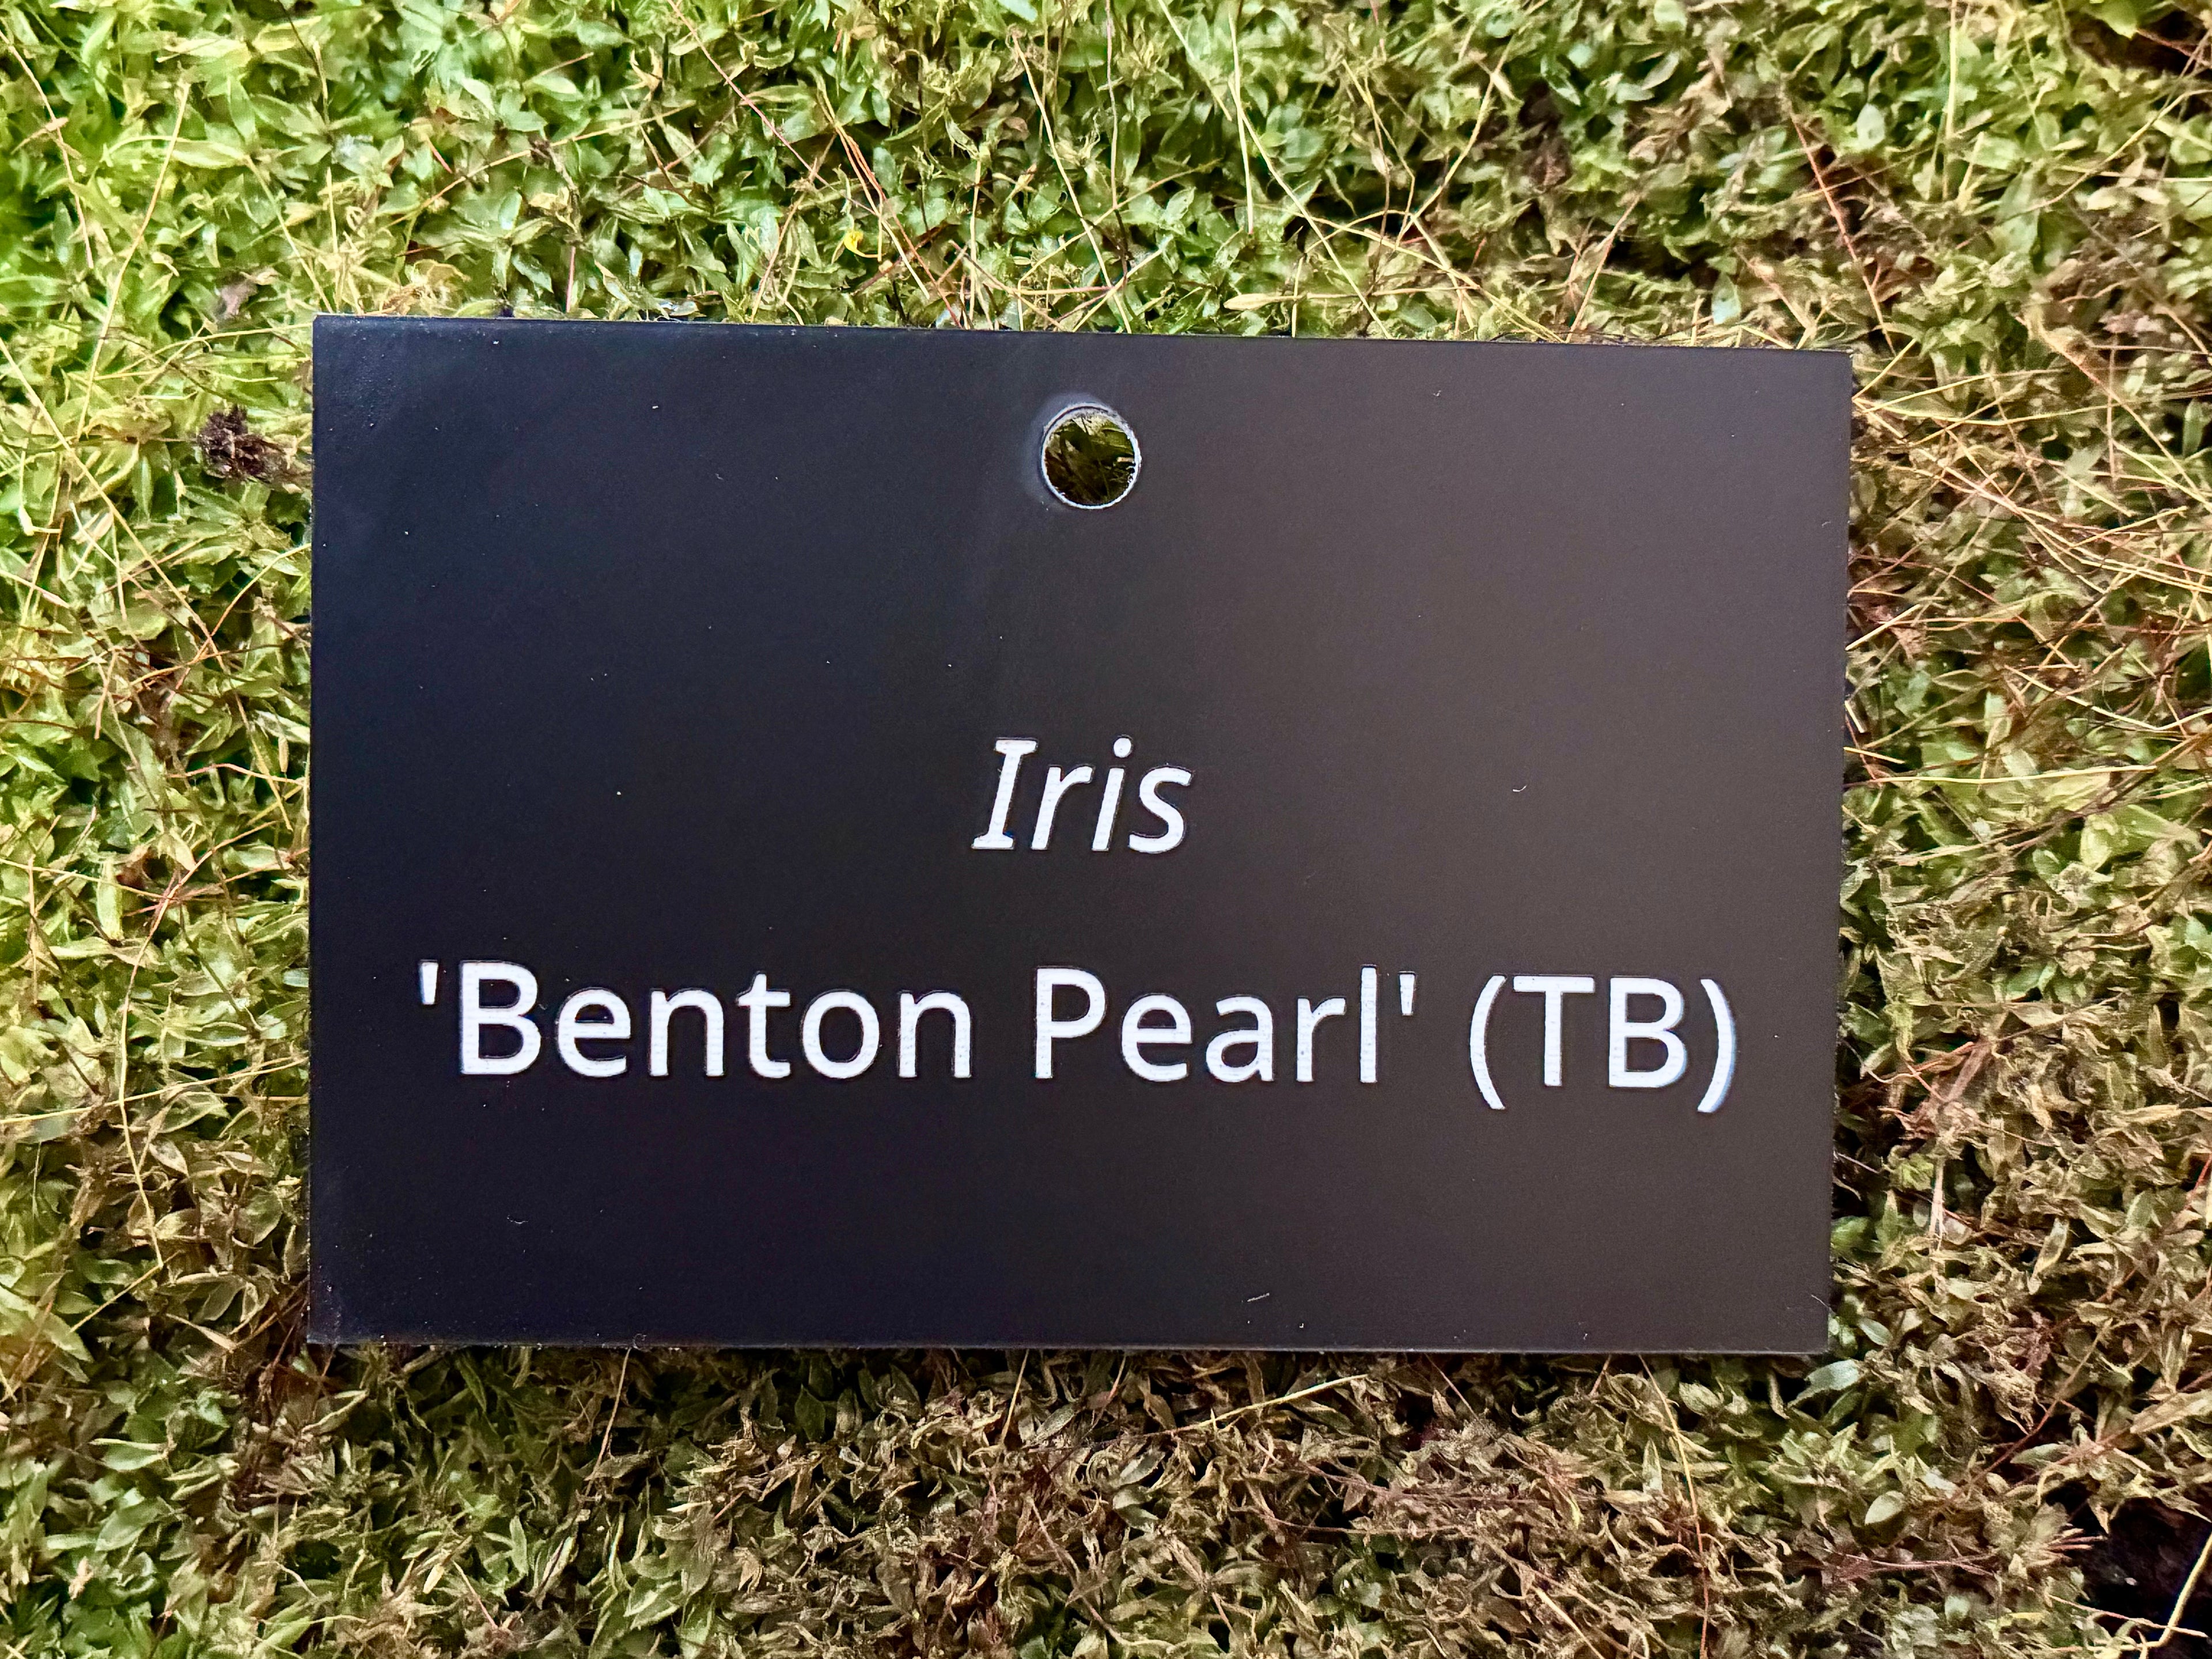 Iris
'Benton Pearl' (TB)